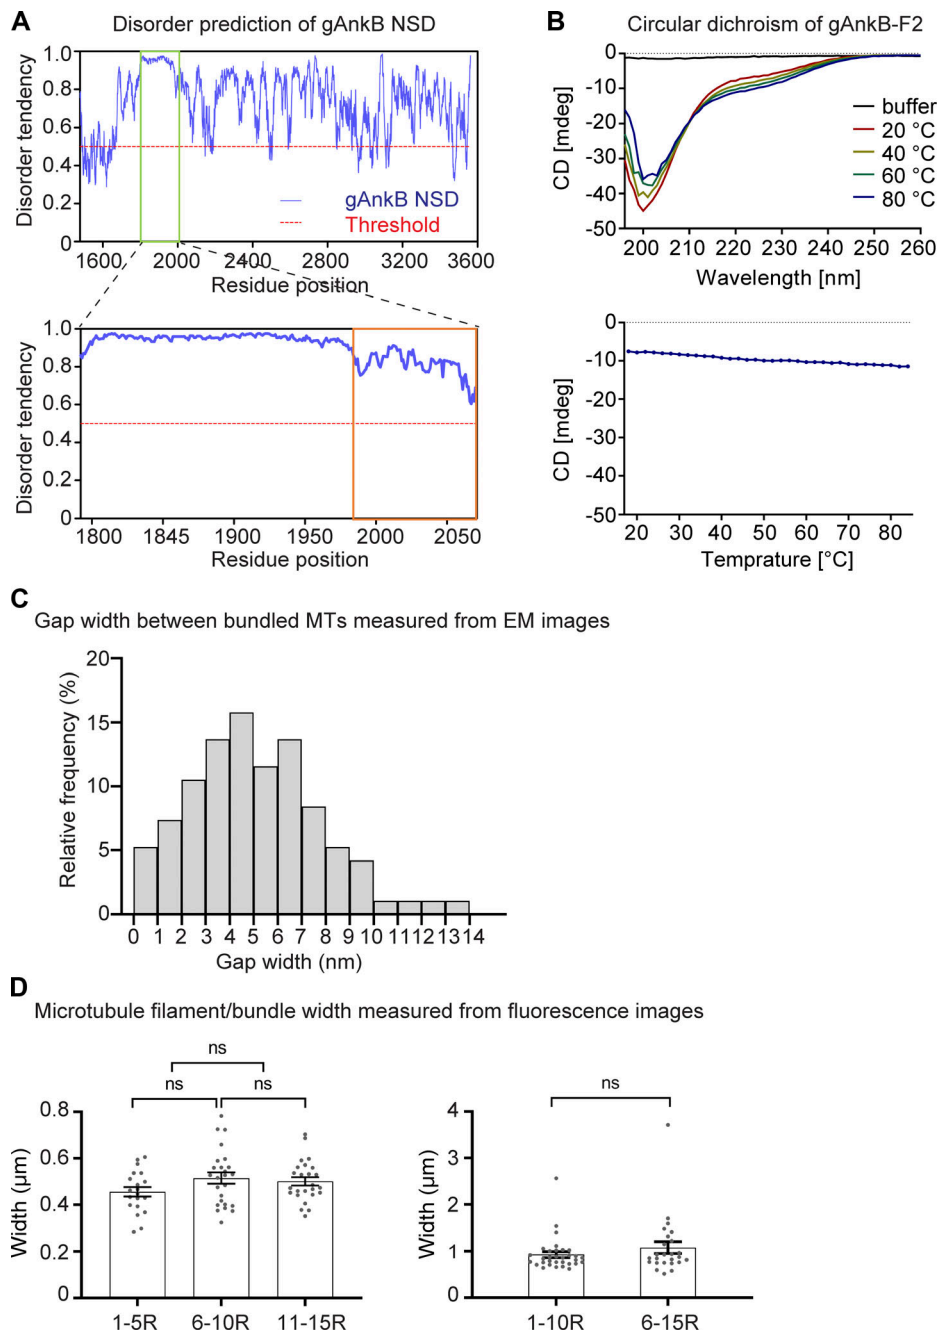 A Disorder prediction of gAnkB NSD
Disorder tendency
1.0
0.8
0.6
0.4
0.2
0
gAnkB NSD
Threshold
1600 2000 2400 2800 3200 3600
Residue position
Disorder tendency
1.0
0.8
0.6
0.4
0.2
0
1800 1845 1900 1950 2000 2050
Residue position
B Circular dichroism of gAnkB-F2
CD [mdeg]
0
-10
-20
-30
-40
-50
buffer
20 °C
40 °C
60 °C
80 °C
200 210 220 230 240 250 260
Wavelength [nm]
CD [mdeg]
0
-10
-20
-30
-40
-50
20 30 40 50 60 70 80
Temprature [°C]
C
Gap width between bundled MTs measured from EM images
Relative frequency (%)
20
15
10
5
0
0 1 2 3 4 5 6 7 8 9 10 11 12 13 14
Gap width (nm)
D
Microtubule filament/bundle width measured from fluorescence images
ns
ns ns
Width (µm)
0.8
0.6
0.4
0.2
0
1-5R 6-10R 11-15R
ns
Width (µm)
4
3
2
1
0
1-10R 6-15R